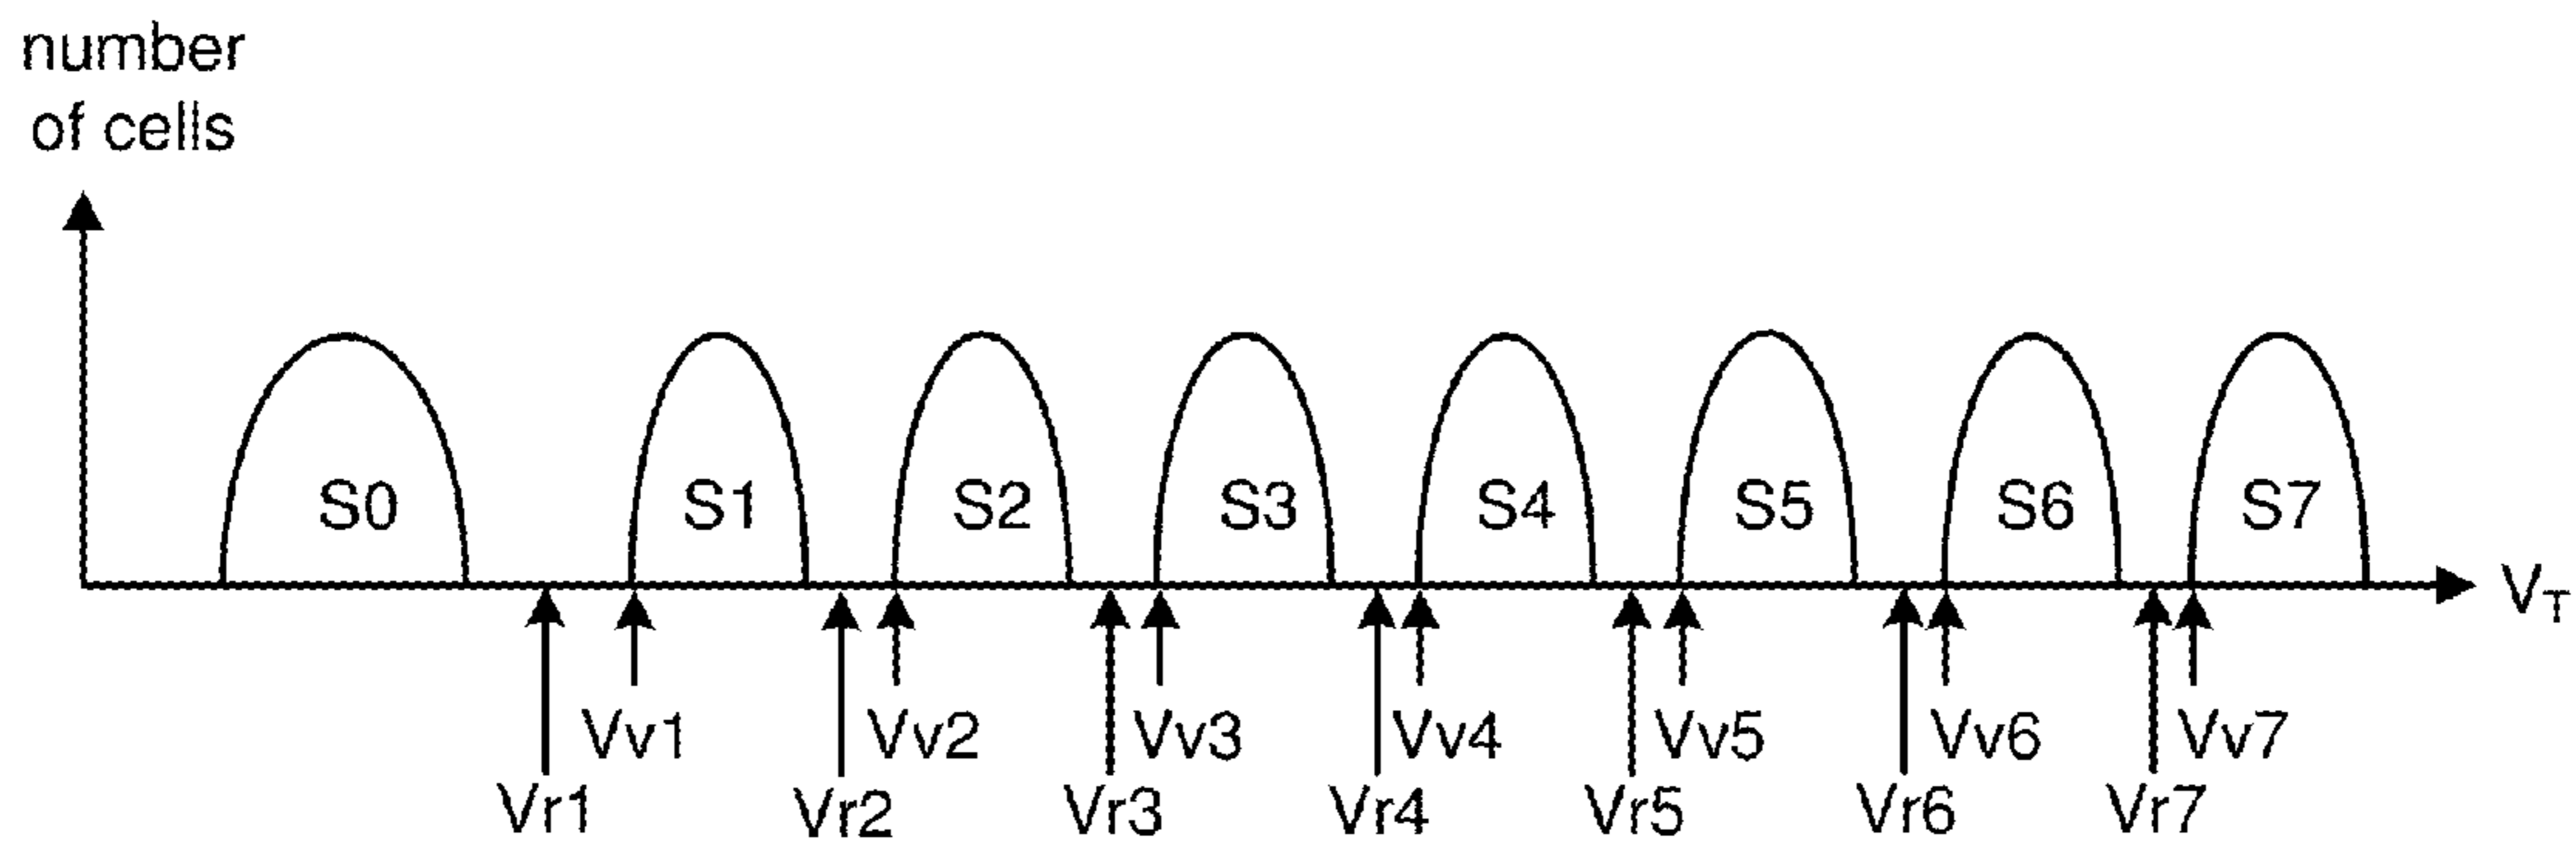 number
of cells
S0 S1 S2 S3 S4 S5 S6 S7
VT
Vv1 Vv2 Vv3 Vv4 Vv5 Vv6 Vv7
Vr1 Vr2 Vr3 Vr4 Vr5 Vr6 Vr7